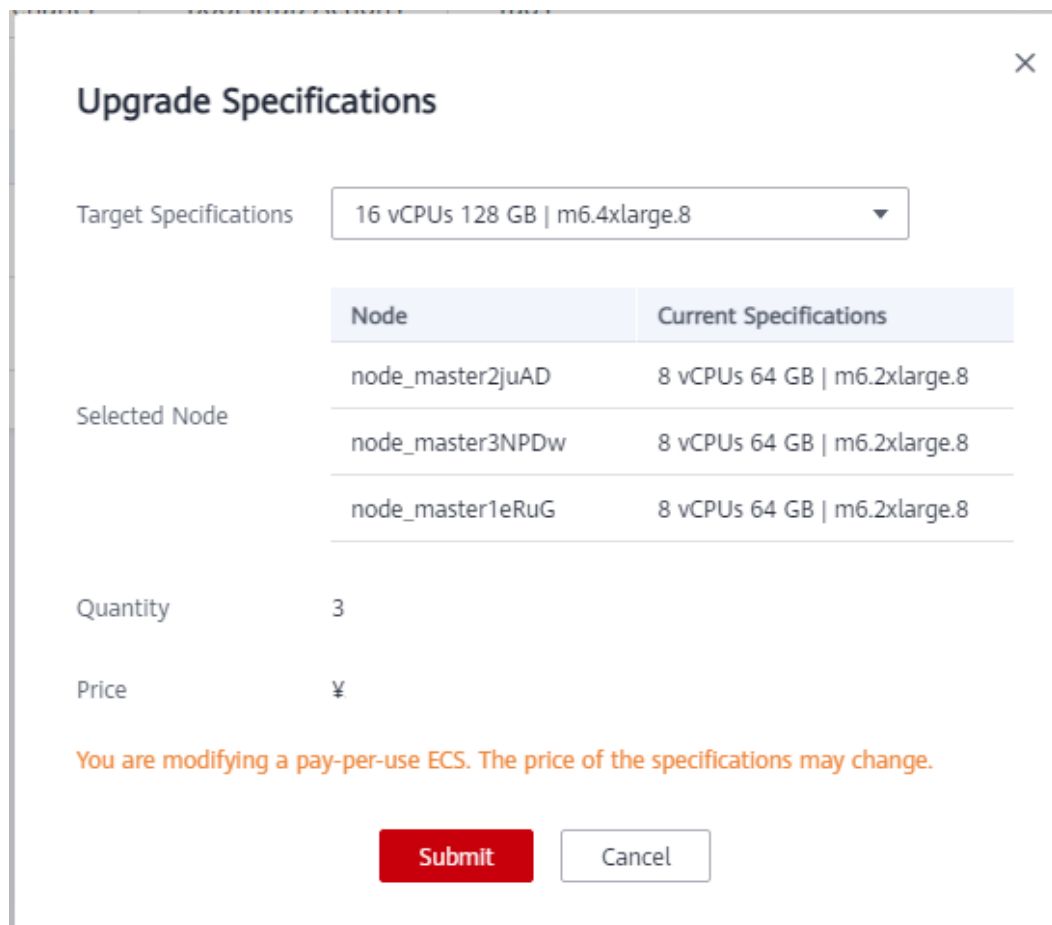 Upgrade Specifications
Target Specifications 16 vCPUs 128 GB | m6.4xlarge.8
Node Current Specifications
node_master2juAD 8 vCPUs 64 GB | m6.2xlarge.8
Selected Node
node_master3NPDw 8 vCPUs 64 GB | m6.2xlarge.8
node_master1eRuG 8 vCPUs 64 GB | m6.2xlarge.8
Quantity 3
Price ¥
You are modifying a pay-per-use ECS. The price of the specifications may change.
Submit Cancel